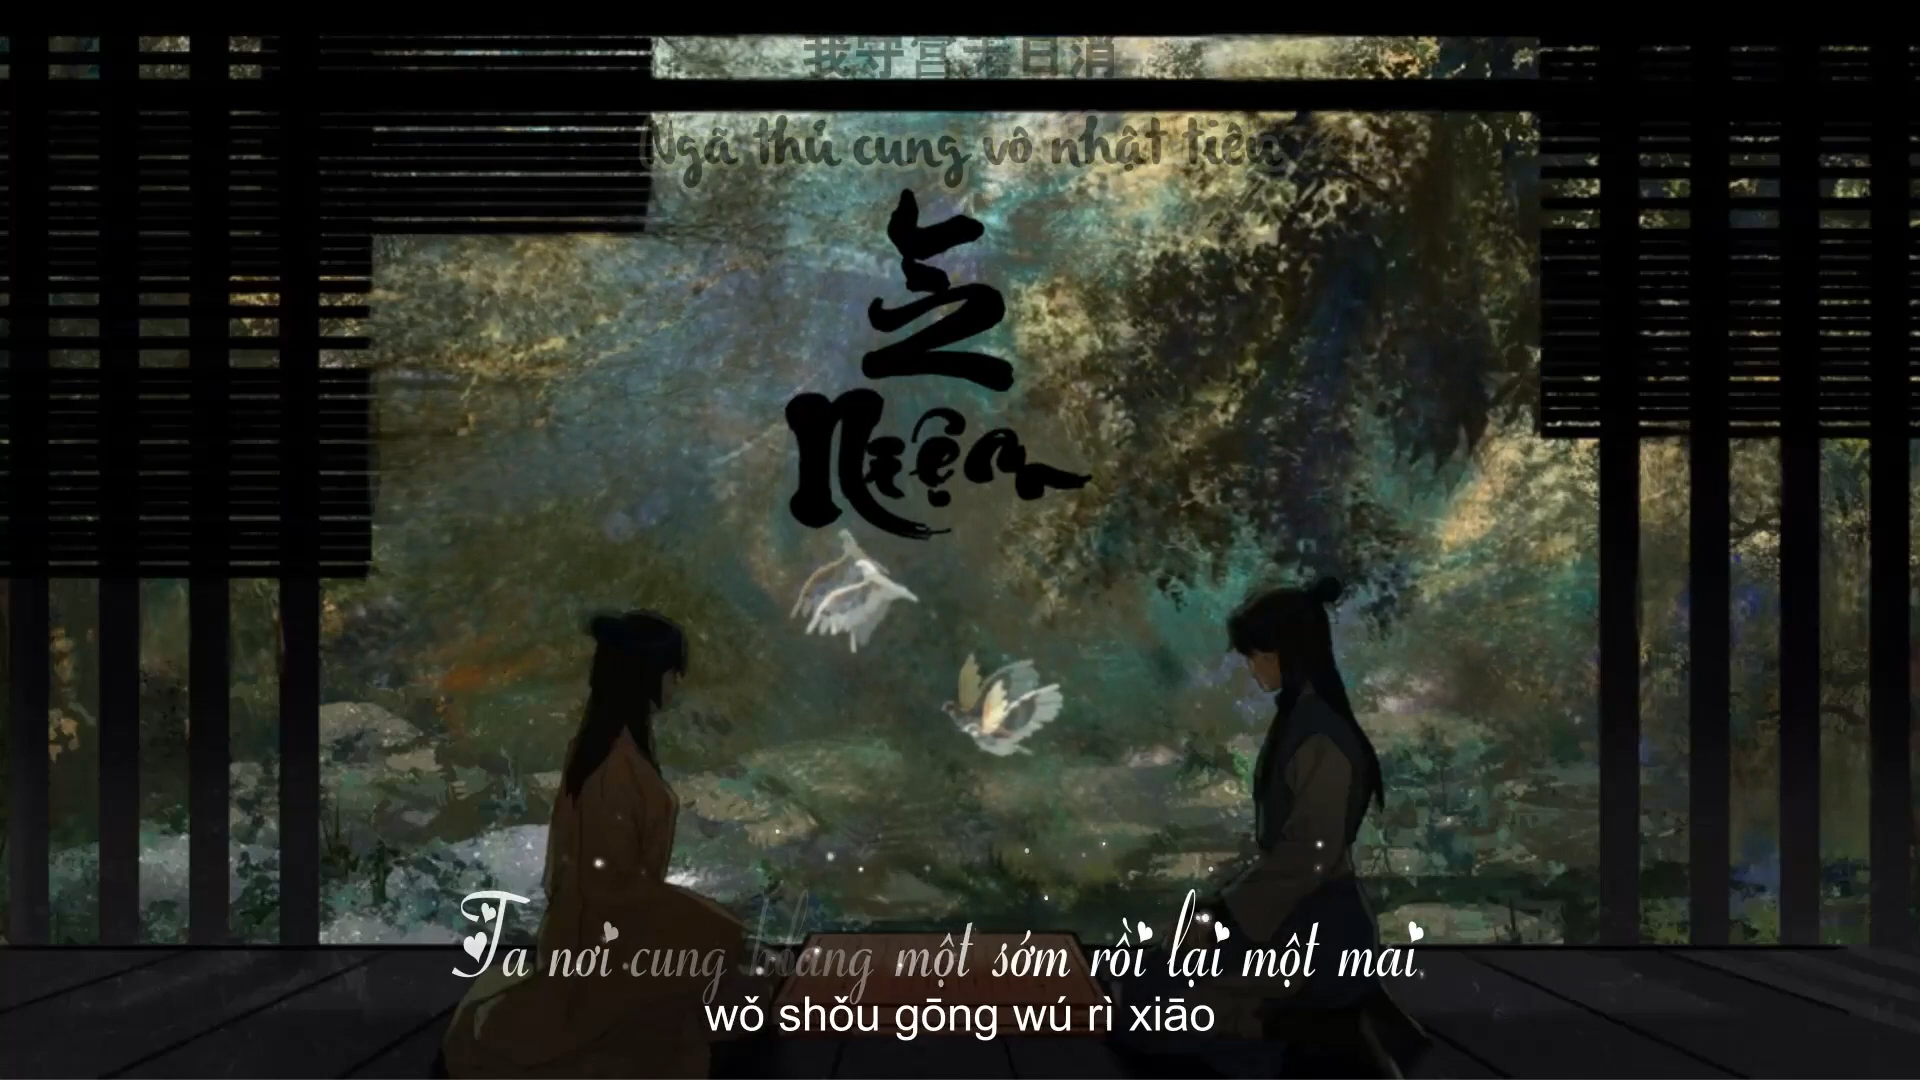 我守宫无日消
Ngã thủ cung vô nhật tiêu
Niệm
Ta nơi cung một sớm rồi lại một mai
wǒ shǒu gōng wú rì xiāo